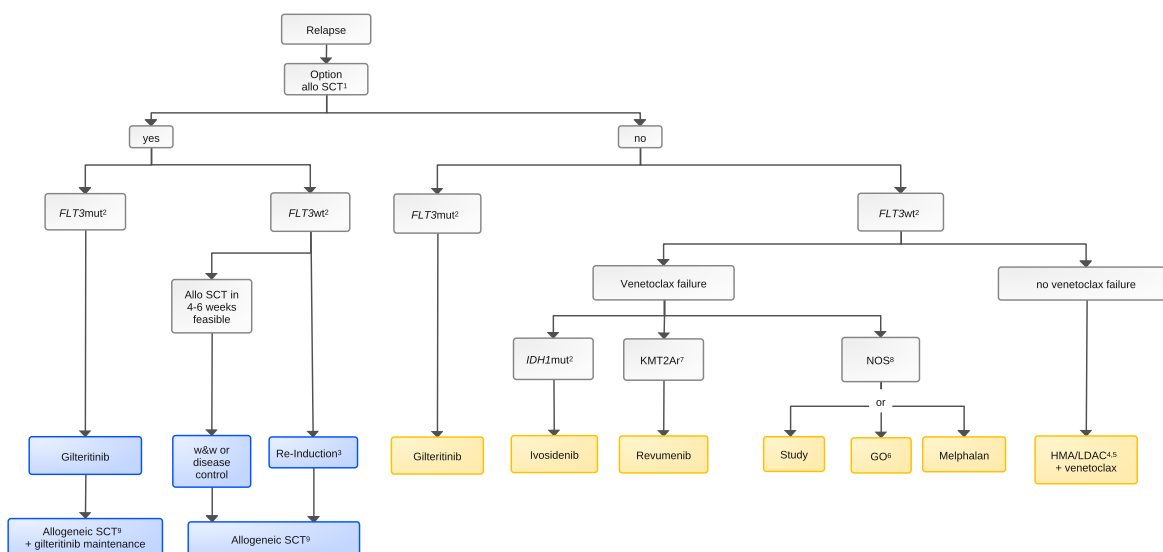 Relapse
Option
allo SCT¹
yes
no
FLT3mut²
FLT3wt²
FLT3mut²
FLT3wt²
Allo SCT in
4-6 weeks
feasible
Venetoclax failure
no venetoclax failure
IDH1mut²
KMT2Ar⁷
NOS⁸
or
Gilteritinib
w&w or
disease
control
Re-Induction³
Gilteritinib
Ivosidenib
Revumenib
Study
GO⁶
Melphalan
HMA/LDAC⁴,⁵
+ venetoclax
Allogeneic SCT⁹
+ gilteritinib maintenance
Allogeneic SCT⁹